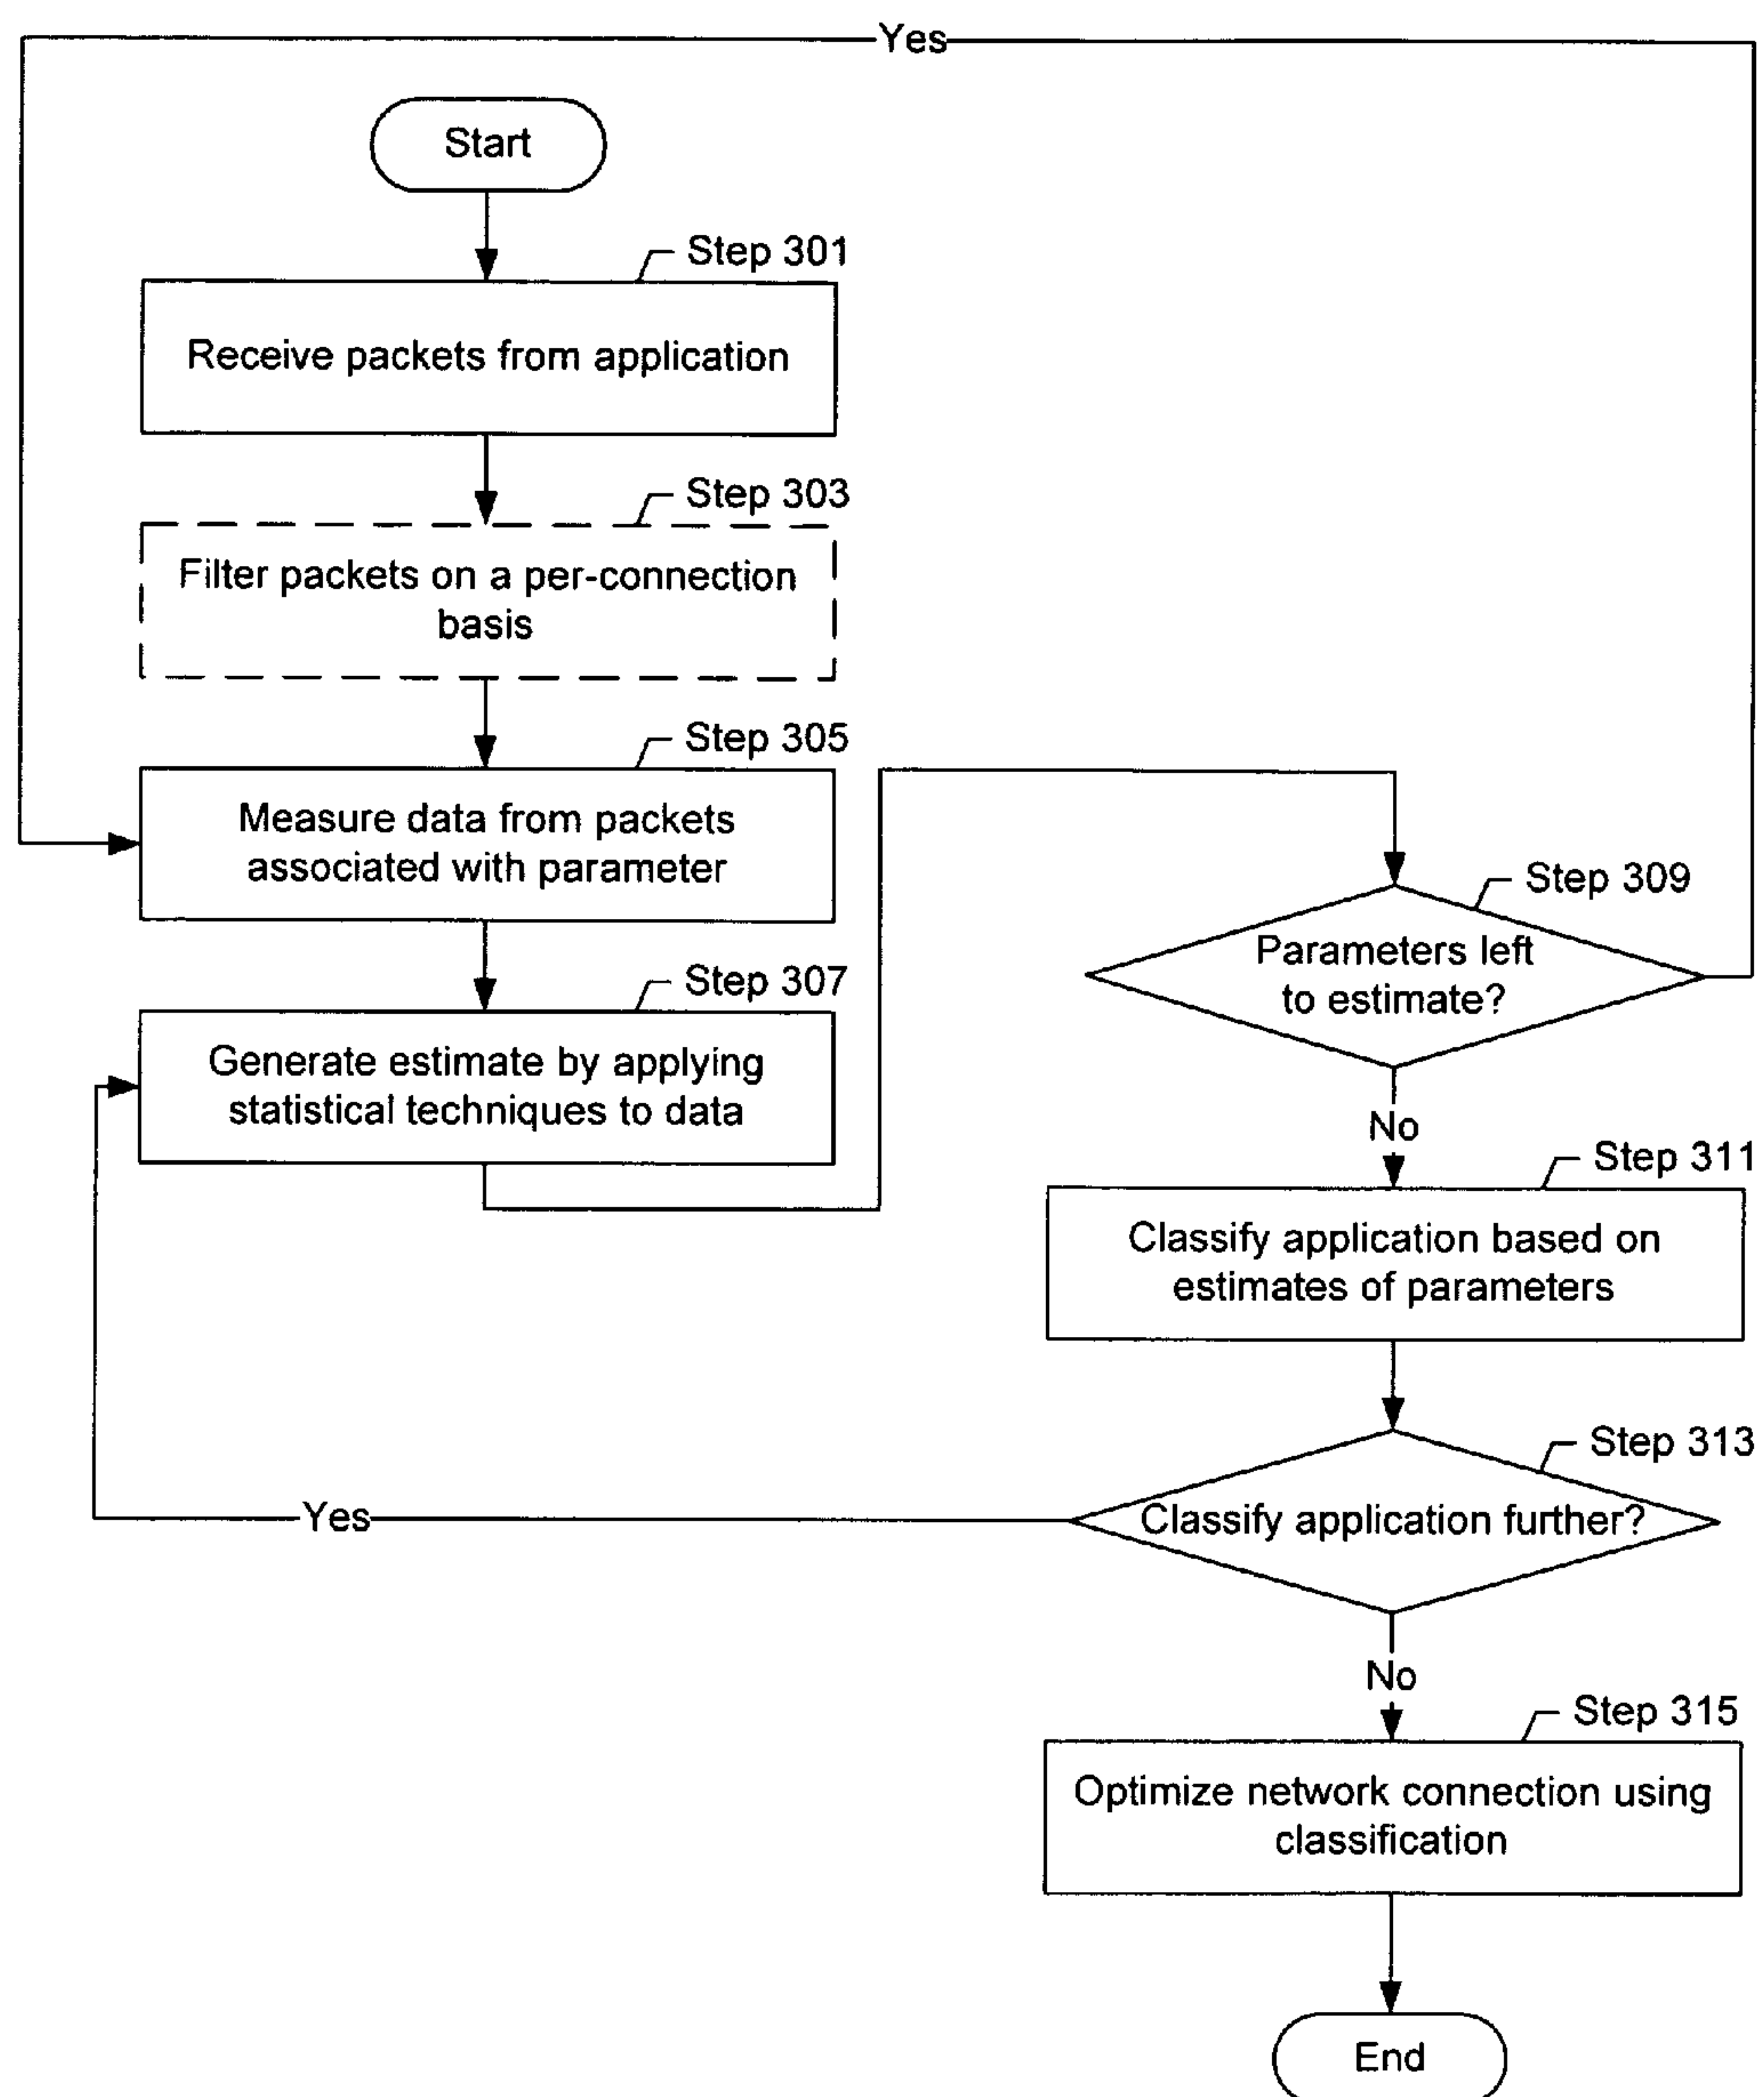 Yes
Start
Step 301
Receive packets from application
Step 303
Filter packets on a per-connection
basis
Step 305
Measure data from packets
associated with parameter
Step 307
Generate estimate by applying
statistical techniques to data
Step 309
Parameters left
to estimate?
No
Step 311
Classify application based on
estimates of parameters
Step 313
Classify application further?
Yes
No
Step 315
Optimize network connection using
classification
End